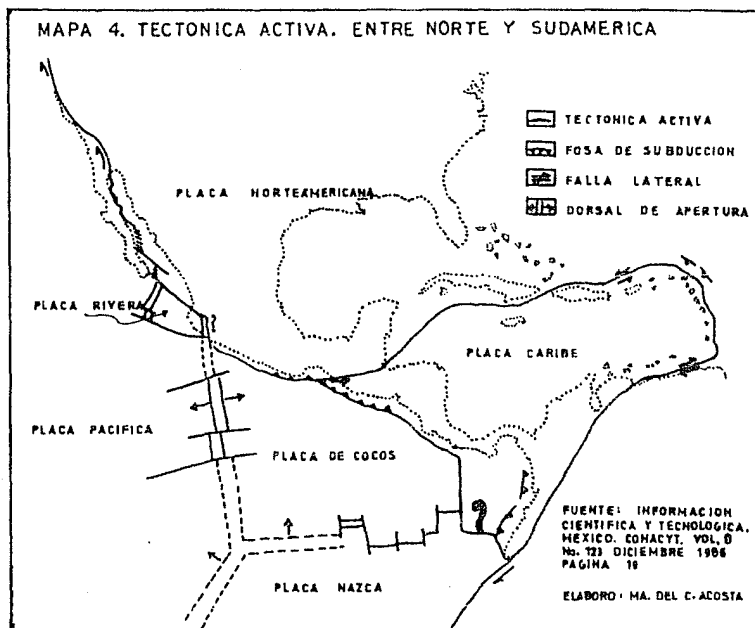 MAPA 4. TECTONICA ACTIVA. ENTRE NORTE Y SUDAMERICA
TECTONICA ACTIVA
FOSA DE SUBDUCCION
FALLA LATERAL
DORSAL DE APERTURA
PLACA NORTEAMERICANA
PLACA RIVERA
PLACA CARIBE
PLACA PACIFICA
PLACA DE COCOS
PLACA NAZCA
FUENTE: INFORMACION
CIENTIFICA Y TECNOLOGICA.
MEXICO. CONACYT. VOL, 8
No. 123 DICIEMBRE 1986
PAGINA 19
ELABORO: MA. DEL C. ACOSTA